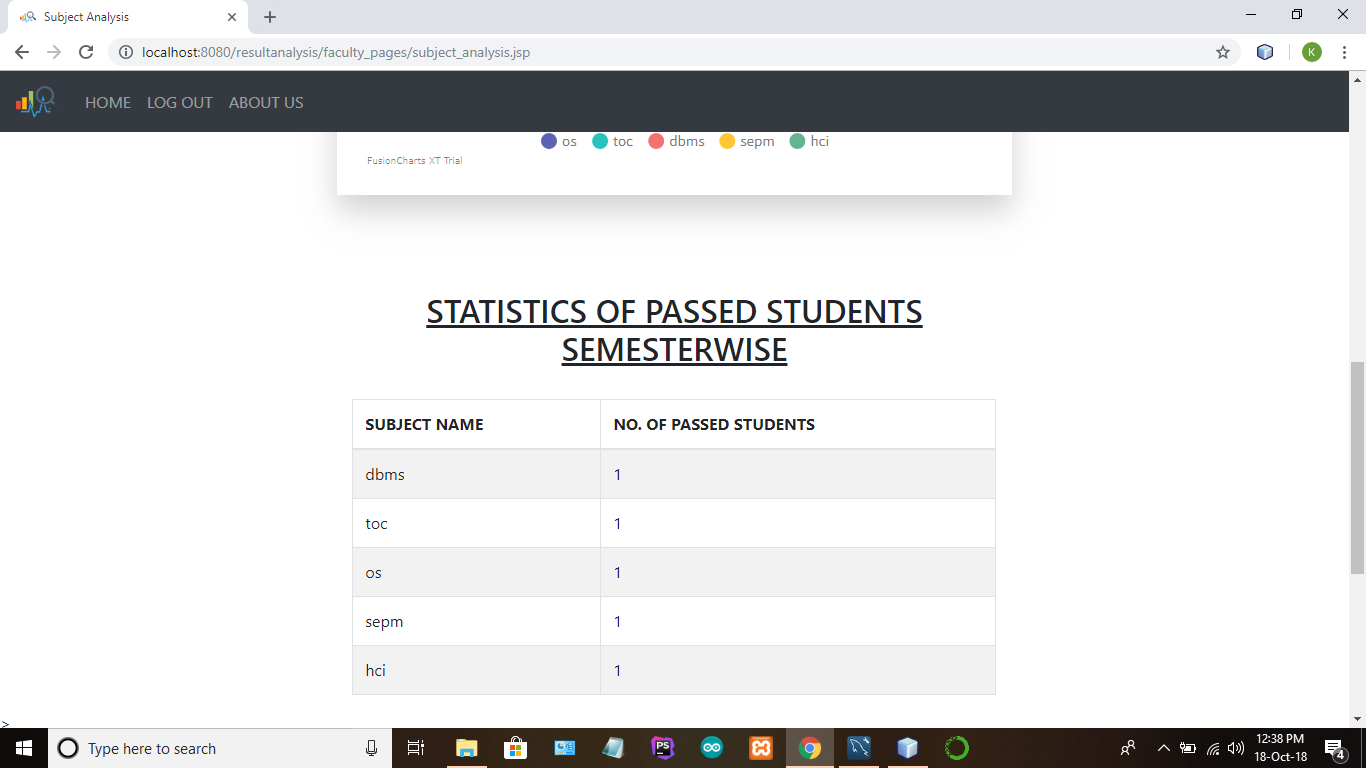 Subject Analysis
localhost:8080/resultanalysis/faculty_pages/subject_analysis.jsp
K
HOME LOG OUT ABOUT US
os toc dbms sepm hci
FusionCharts XT Trial
STATISTICS OF PASSED STUDENTS
SEMESTERWISE
SUBJECT NAME NO. OF PASSED STUDENTS
dbms 1
toc 1
os 1
sepm 1
hci 1
>
Type here to search
PS
12:38 PM
18-Oct-18
4